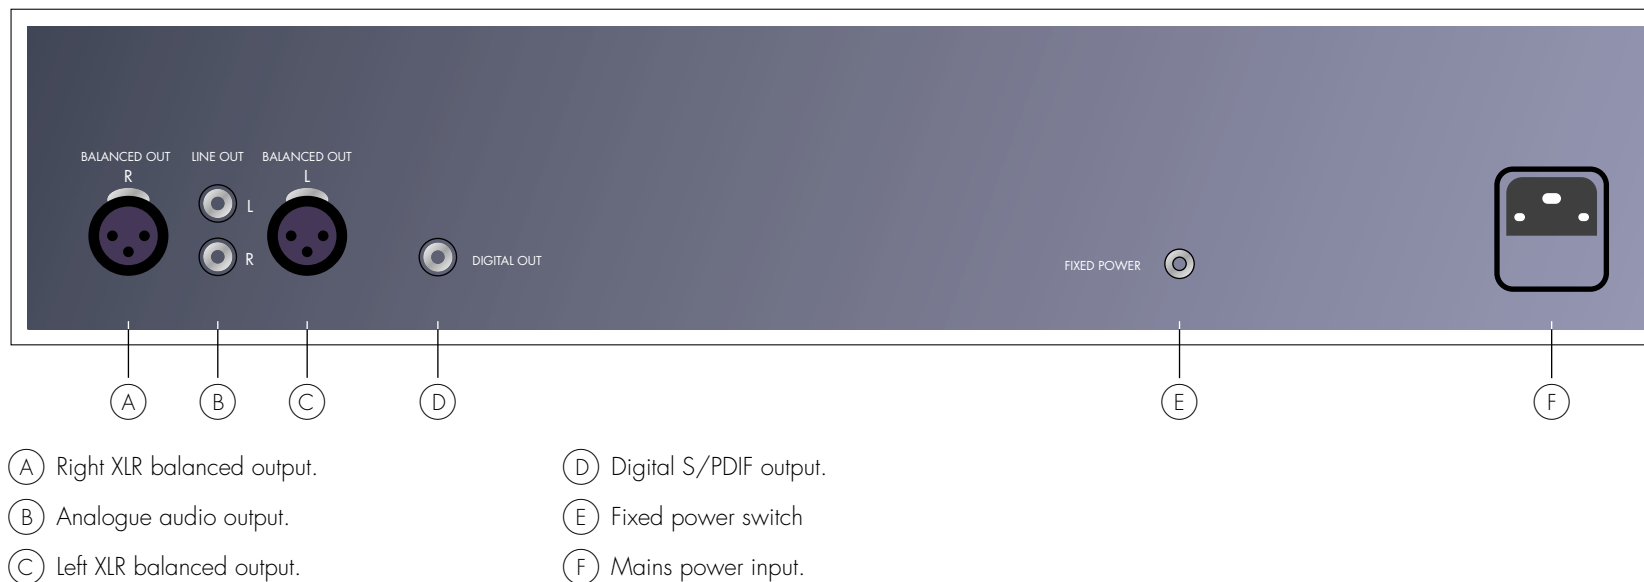 BALANCED OUT LINE OUT BALANCED OUT
R L
L
R
DIGITAL OUT
FIXED POWER
A B C D E F
A Right XLR balanced output.
B Analogue audio output.
C Left XLR balanced output.
D Digital S/PDIF output.
E Fixed power switch
F Mains power input.